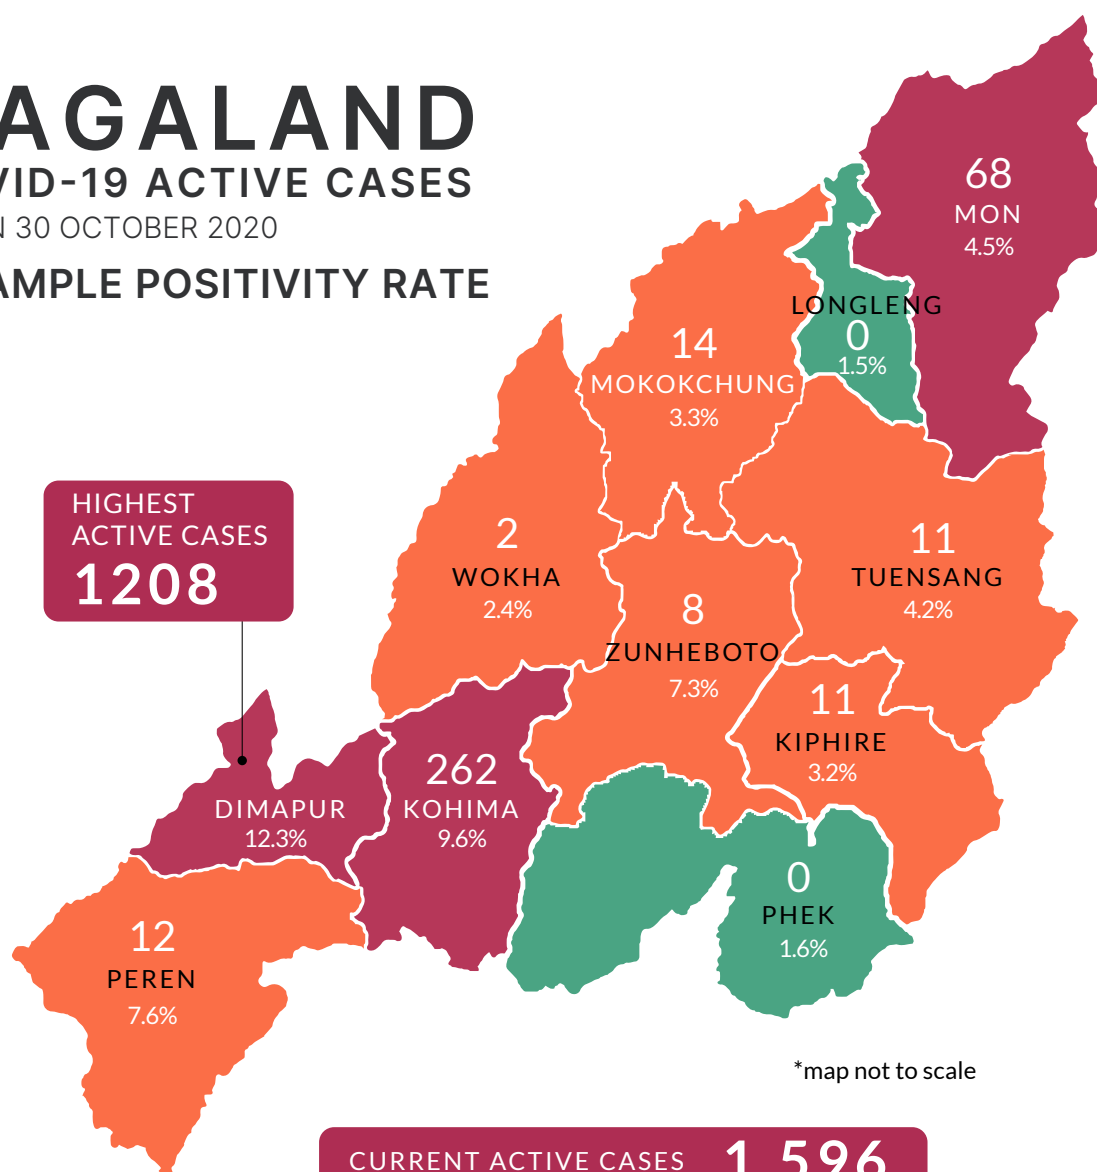 AGALAND
VID-19 ACTIVE CASES
N 30 OCTOBER 2020
AMPLE POSITIVITY RATE
68
MON
4.5%
LONGLENG
0
1.5%
14
MOKOKCHUNG
3.3%
HIGHEST
ACTIVE CASES
1208
2
WOKHA
2.4%
11
TUENSANG
4.2%
8
ZUNHEBOTO
7.3%
11
KIPHIRE
3.2%
262
KOHIMA
9.6%
DIMAPUR
12.3%
0
PHEK
1.6%
12
PEREN
7.6%
*map not to scale
CURRENT ACTIVE CASES 1,596